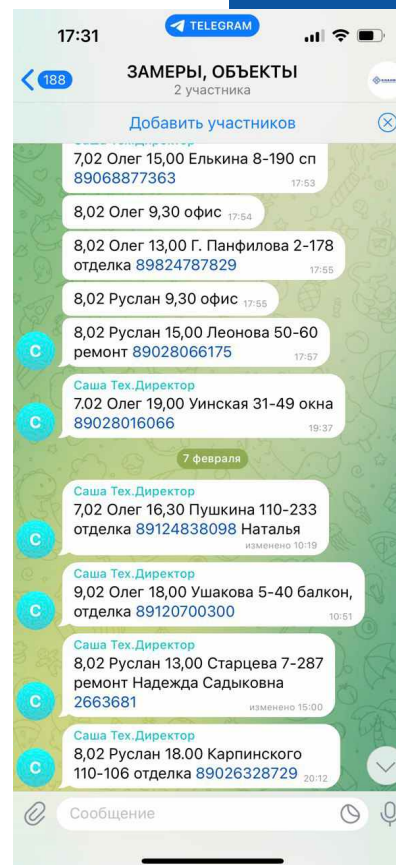 TELEGRAM
17:31
188
ЗАМЕРЫ, ОБЪЕКТЫ
2 участника
Добавить участников
7,02 Олег 15,00 Елькина 8-190 сп
89068877363
17:53
8,02 Олег 9,30 офис 17:54
8,02 Олег 13,00 Г. Панфилова 2-178
отделка 89824787829
17:55
8,02 Руслан 9,30 офис 17:55
8,02 Руслан 15,00 Леонова 50-60
ремонт 89028066175
17:57
С
Саша Тех.Директор
7.02 Олег 19,00 Уинская 31-49 окна
89028016066
19:37
С
7 февраля
Саша Тех.Директор
7,02 Олег 16,30 Пушкина 110-233
отделка 89124838098 Наталья
изменено 10:19
С
Саша Тех.Директор
9,02 Олег 18,00 Ушакова 5-40 балкон,
отделка 89120700300
10:51
С
Саша Тех.Директор
8,02 Руслан 13,00 Старцева 7-287
ремонт Надежда Садыковна
2663681
изменено 15:00
С
Саша Тех.Директор
8,02 Руслан 18.00 Карпинского
110-106 отделка 89026328729 20:12
С
Сообщение